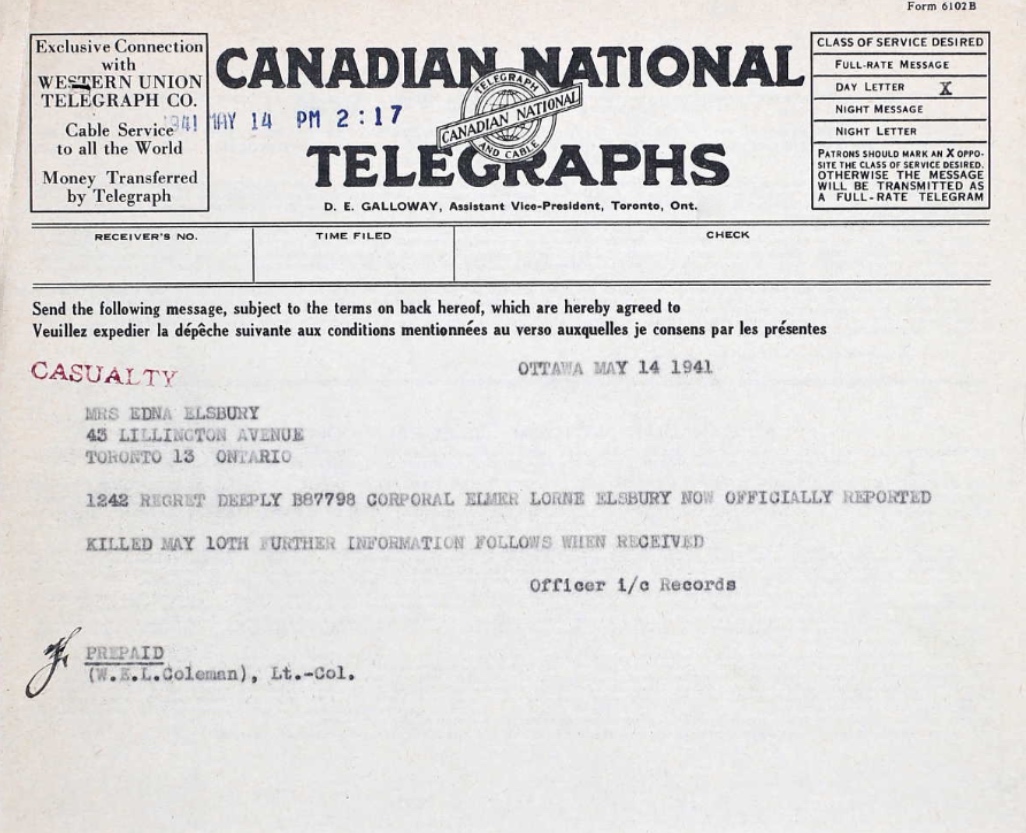 Form 6102 B
Exclusive Connection
with
WESTERN UNION
TELEGRAPH CO.
Cable Service
to all the World
Money Transferred
by Telegraph
CANADIAN NATIONAL
TELEGRAPH
CANADIAN NATIONAL
AND CABLE
TELEGRAPHS
1941 MAY 14 PM 2:17
D. E. GALLOWAY, Assistant Vice-President, Toronto, Ont.
CLASS OF SERVICE DESIRED
FULL-RATE MESSAGE
DAY LETTER X
NIGHT MESSAGE
NIGHT LETTER
PATRONS SHOULD MARK AN X OPPO-
SITE THE CLASS OF SERVICE DESIRED.
OTHERWISE THE MESSAGE
WILL BE TRANSMITTED AS
A FULL-RATE TELEGRAM
RECEIVER'S NO. TIME FILED CHECK
Send the following message, subject to the terms on back hereof, which are hereby agreed to
Veuillez expedier la dépêche suivante aux conditions mentionnées au verso auxquelles je consens par les présentes
CASUALTY
OTTAWA MAY 14 1941
MRS EDNA ELSBURY
43 LILLINGTON AVENUE
TORONTO 13 ONTARIO
1242 REGRET DEEPLY B87798 CORPORAL ELMER LORNE ELSBURY NOW OFFICIALLY REPORTED
KILLED MAY 10TH FURTHER INFORMATION FOLLOWS WHEN RECEIVED
Officer i/c Records
PREPAID
(W.E.L.Coleman), Lt.-Col.